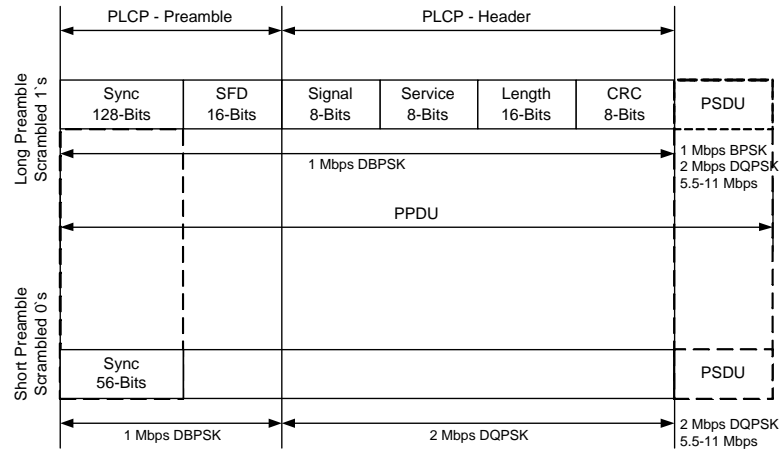 PLCP - Preamble
PLCP - Header
Long Preamble
Scrambled 1`s
Sync
128-Bits
SFD
16-Bits
Signal
8-Bits
Service
8-Bits
Length
16-Bits
CRC
8-Bits
PSDU
1 Mbps DBPSK
1 Mbps BPSK
2 Mbps DQPSK
5.5-11 Mbps
PPDU
Short Preamble
Scrambled 0`s
Sync
56-Bits
PSDU
1 Mbps DBPSK
2 Mbps DQPSK
2 Mbps DQPSK
5.5-11 Mbps